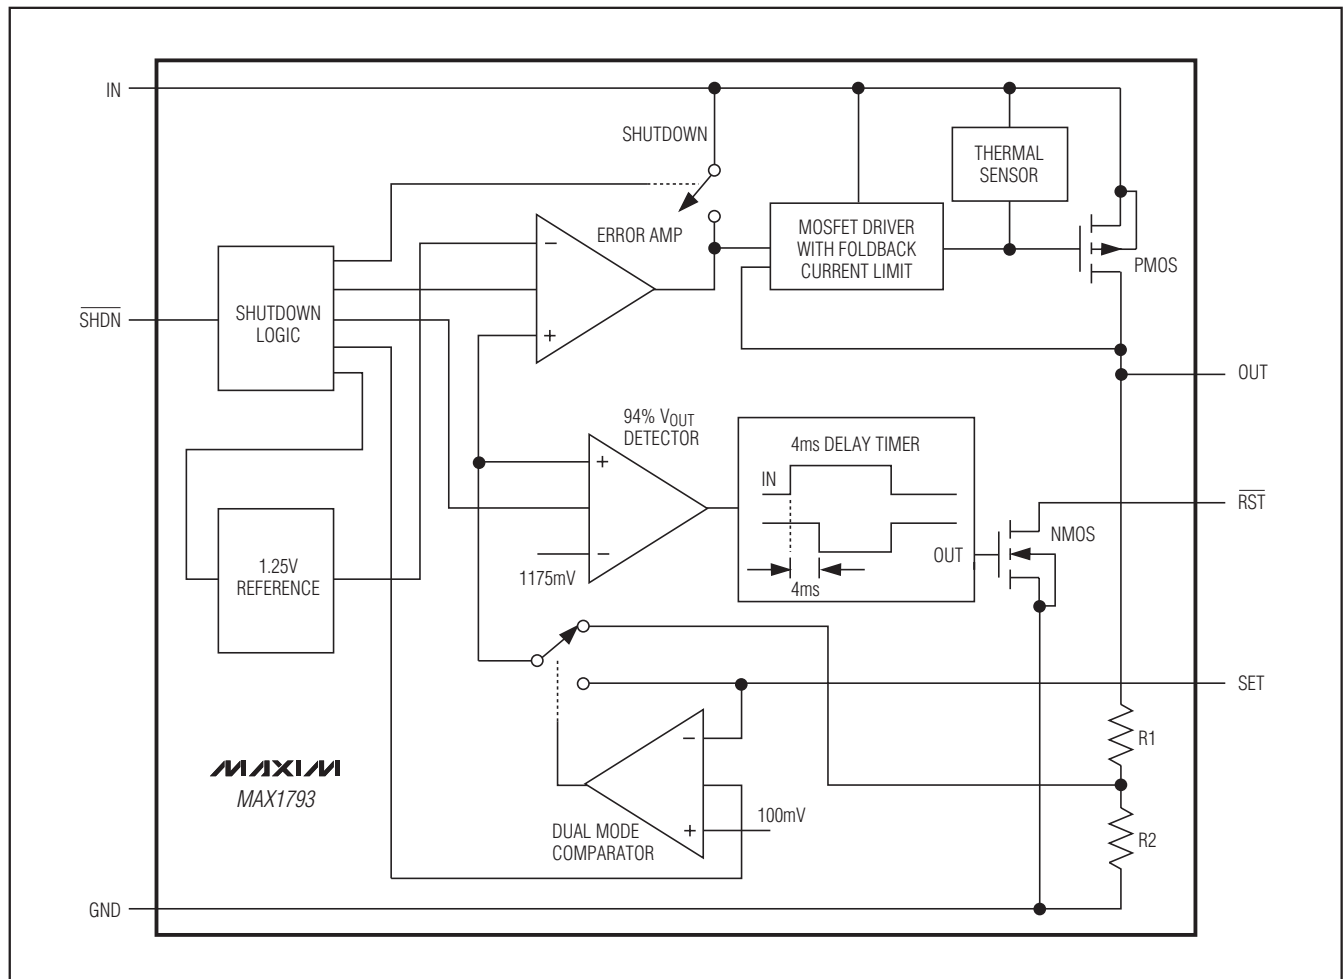 IN
SHUTDOWN
THERMAL
SENSOR
ERROR AMP
−
+
MOSFET DRIVER
WITH FOLDBACK
CURRENT LIMIT
PMOS
SHDN
SHUTDOWN
LOGIC
OUT
94% VOUT
DETECTOR
+
−
1175mV
4ms DELAY TIMER
IN
OUT
4ms
NMOS
RST
1.25V
REFERENCE
SET
−
+
100mV
DUAL MODE
COMPARATOR
R1
R2
MAXIM
MAX1793
GND